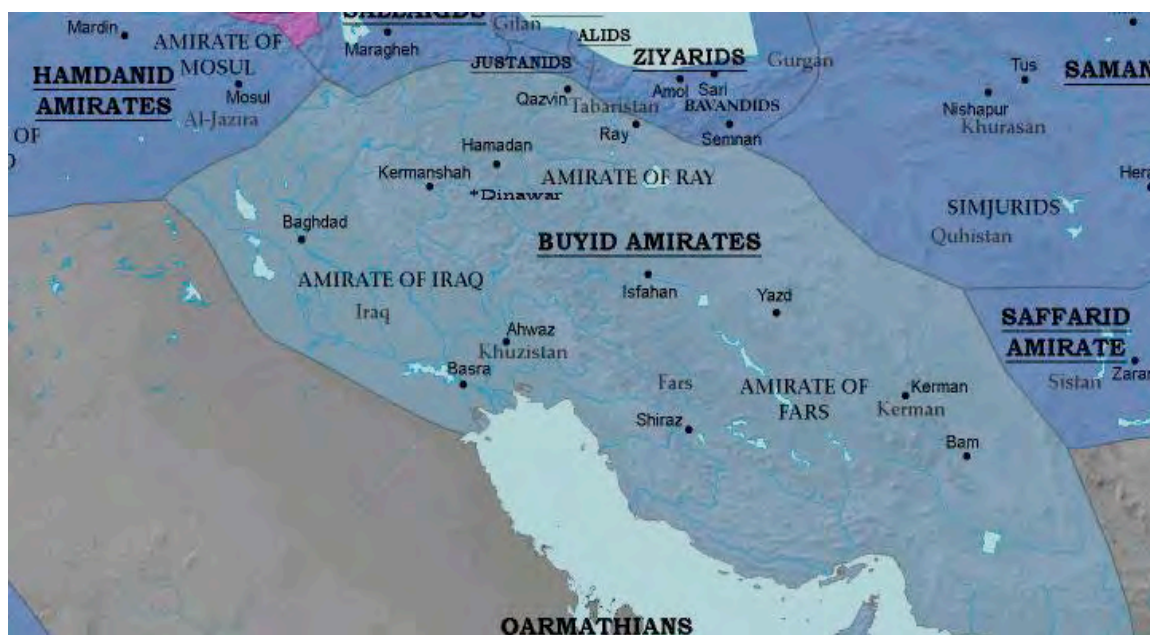 SALLARIDS
Gilan
Mardin
AMIRATE OF
MOSUL
Maragheh
ALIDS
JUSTANIDS
ZIYARIDS
Gurgan
Tus
SAMAN
HAMDANID
AMIRATES
Mosul
Al-Jazira
Qazvin
Tabaristan
Amol
Sari
BAVANDIDS
Nishapur
Khurasan
OF
Ray
Semnan
Hamadan
Kermanshah
*Dinawar
AMIRATE OF RAY
Hera
SIMJURIDS
Quhistan
Baghdad
BUYID AMIRATES
AMIRATE OF IRAQ
Iraq
Isfahan
Yazd
SAFFARID
AMIRATE
Zaran
Sistan
Ahwaz
Khuzistan
Basra
Fars
AMIRATE OF
FARS
Kerman
Kerman
Shiraz
Bam
QARMATHIANS